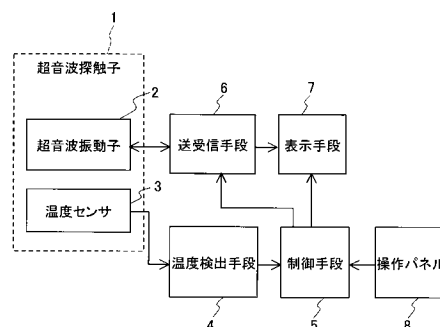 1
超音波探触子
2
超音波振動子
3
温度センサ
6
送受信手段
7
表示手段
温度検出手段
4
制御手段
5
操作パネル
8